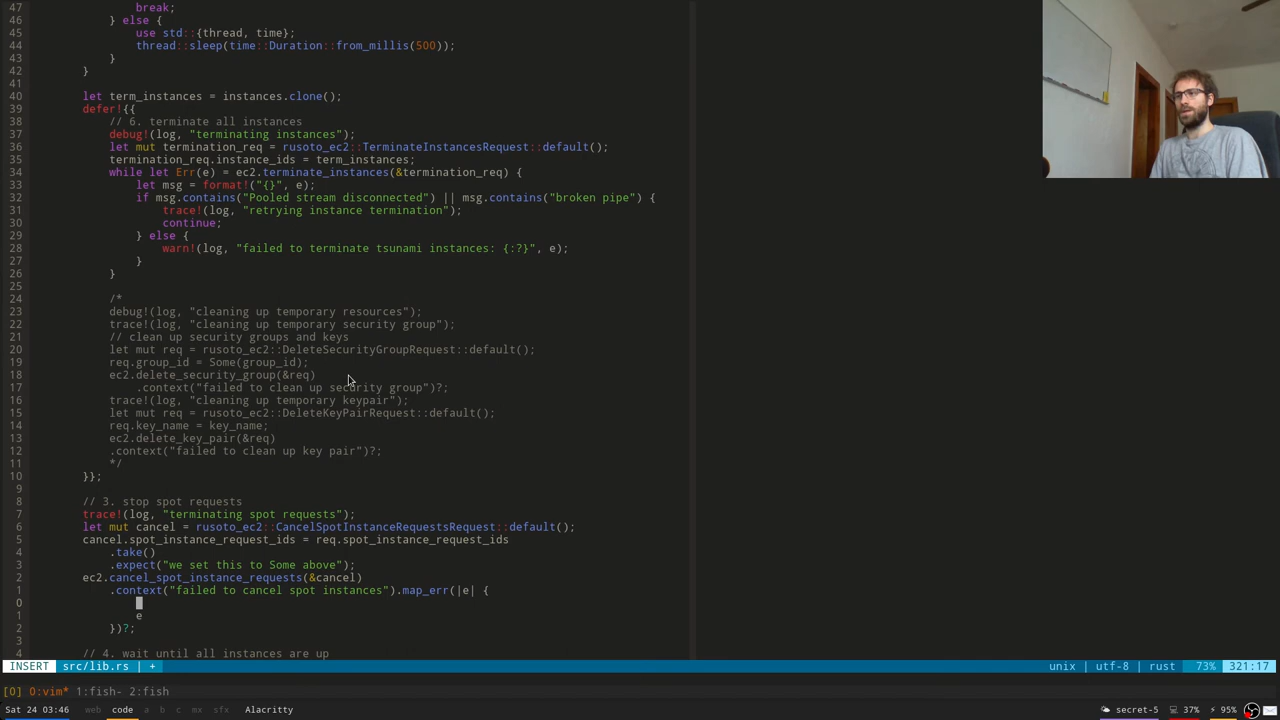 47                  break;
46              } else {
45                  use std::{thread, time};
44                  thread::sleep(time::Duration::from_millis(500));
43              }
42          }
41
40          let term_instances = instances.clone();
39          defer!{{
38              // 6. terminate all instances
37              debug!(log, "terminating instances");
36              let mut termination_req = rusoto_ec2::TerminateInstancesRequest::default();
35              termination_req.instance_ids = term_instances;
34              while let Err(e) = ec2.terminate_instances(&termination_req) {
33                  let msg = format!("{}", e);
32                  if msg.contains("Pooled stream disconnected") || msg.contains("broken pipe") {
31                      trace!(log, "retrying instance termination");
30                      continue;
29                  } else {
28                      warn!(log, "failed to terminate tsunami instances: {:?}", e);
27                  }
26              }
25
24              /*
23              debug!(log, "cleaning up temporary resources");
22              trace!(log, "cleaning up temporary security group");
21              // clean up security groups and keys
20              let mut req = rusoto_ec2::DeleteSecurityGroupRequest::default();
19              req.group_id = Some(group_id);
18              ec2.delete_security_group(&req)
17                  .context("failed to clean up security group")?;
16              trace!(log, "cleaning up temporary keypair");
15              let mut req = rusoto_ec2::DeleteKeyPairRequest::default();
14              req.key_name = key_name;
13              ec2.delete_key_pair(&req)
12              .context("failed to clean up key pair")?;
11              */
10          }};
9
8           // 3. stop spot requests
7           trace!(log, "terminating spot requests");
6           let mut cancel = rusoto_ec2::CancelSpotInstanceRequestsRequest::default();
5           cancel.spot_instance_request_ids = req.spot_instance_request_ids
4               .take()
3               .expect("we set this to Some above");
2           ec2.cancel_spot_instance_requests(&cancel)
1               .context("failed to cancel spot instances").map_err(|e| {
0
1                   e
2               })?;
3
4           // 4. wait until all instances are up
INSERT  src/lib.rs | +  unix | utf-8 | rust  73%  321:17
[0] 0:vim* 1:fish- 2:fish
Sat 24 03:46  web  code  a  b  c  mx  sfx  Alacritty  secret-5  37%  95%